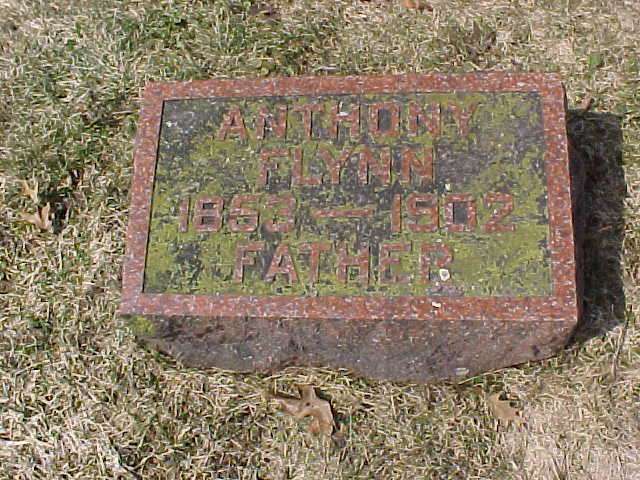 ANTHONY
FLYNN
1853 — 1902
FATHER